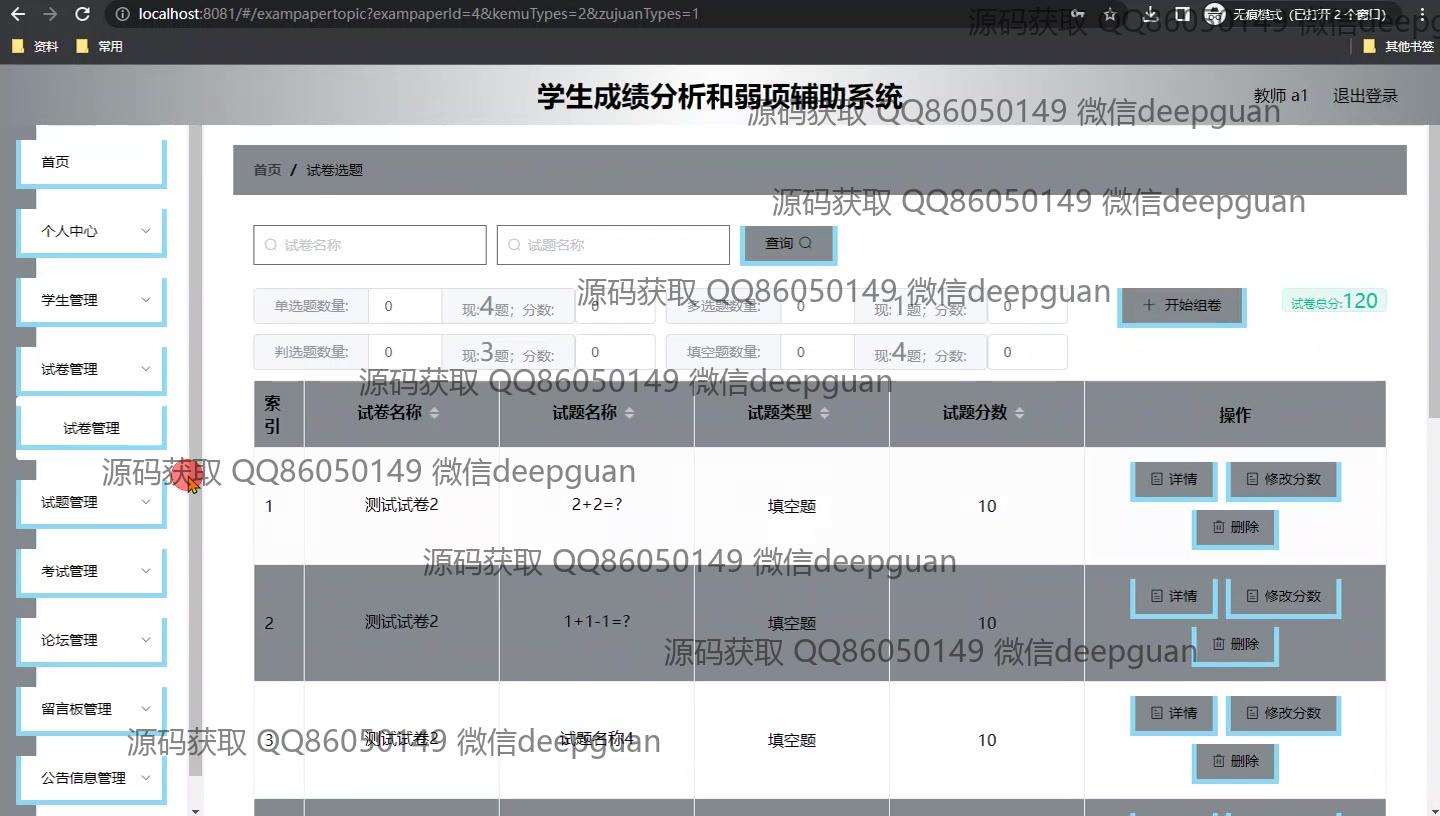 localhost:8081/#/exampapertopic?exampaperId=4&kemuTypes=2&zujuanTypes=1
无痕模式（已打开 2 个窗口）
资料 常用 其他书签
学生成绩分析和弱项辅助系统
教师 a1 退出登录
源码获取 QQ86050149 微信deepguan
源码获取 QQ86050149 微信deepguan
首页
个人中心
学生管理
试卷管理
试卷管理
试题管理
考试管理
论坛管理
留言板管理
公告信息管理
首页 / 试卷选题
源码获取 QQ86050149 微信deepguan
试卷名称 试题名称 查询
源码获取 QQ86050149 微信deepguan
单选题数量: 0 现:4题；分数: 0 多选题数量: 0 现:1题；分数: 0 开始组卷 试卷总分:120
判选题数量: 0 现:3题；分数: 0 填空题数量: 0 现:4题；分数: 0
源码获取 QQ86050149 微信deepguan
索引 试卷名称 试题名称 试题类型 试题分数 操作
源码获取 QQ86050149 微信deepguan
1 测试试卷2 2+2=? 填空题 10 详情 修改分数
删除
源码获取 QQ86050149 微信deepguan
2 测试试卷2 1+1-1=? 填空题 10 详情 修改分数
删除
源码获取 QQ86050149 微信deepguan
3 测试试卷2 试题名称4 填空题 10 详情 修改分数
删除
源码获取 QQ86050149 微信deepguan